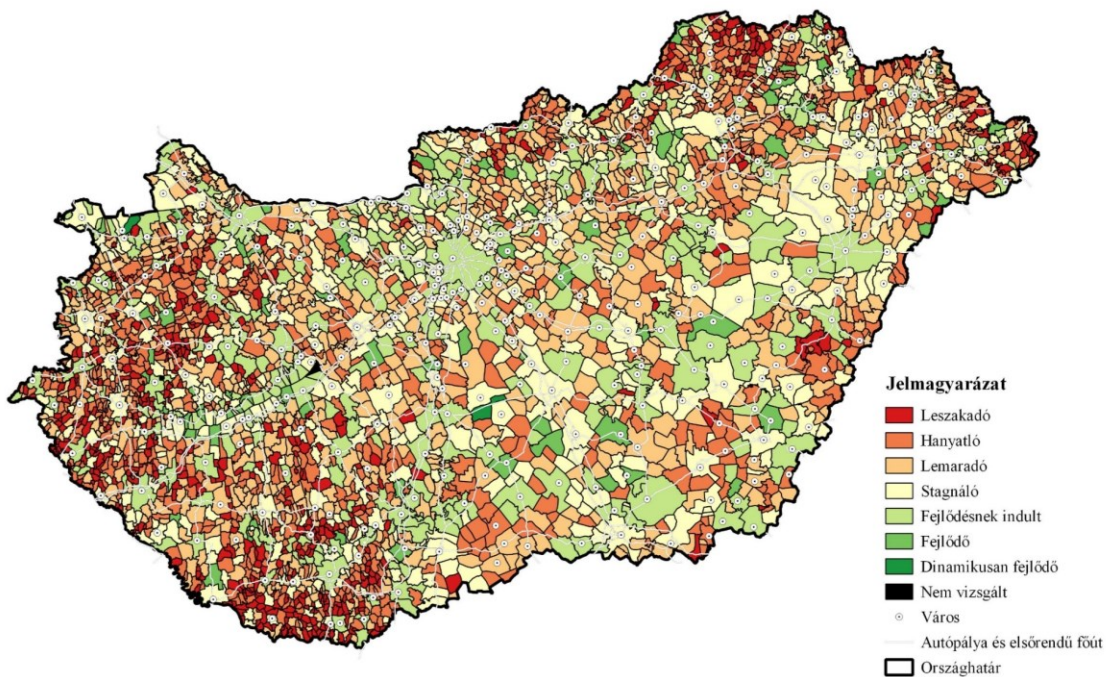 Jelmagyarázat
Leszakadó
Hanyatló
Lemaradó
Stagnáló
Fejlődésnek indult
Fejlődő
Dinamikusan fejlődő
Nem vizsgált
Város
Autópálya és elsőrendű főút
Országhatár